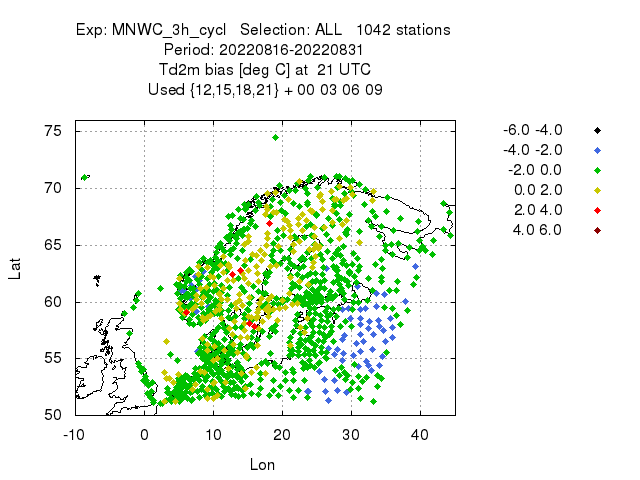 Exp: MNWC_3h_cycl   Selection: ALL   1042 stations
Period: 20220816-20220831
Td2m bias [deg C] at  21 UTC
Used {12,15,18,21} + 00 03 06 09
-6.0 -4.0
-4.0 -2.0
-2.0 0.0
0.0 2.0
2.0 4.0
4.0 6.0
75
70
65
60
55
50
Lat
-10 0 10 20 30 40
Lon